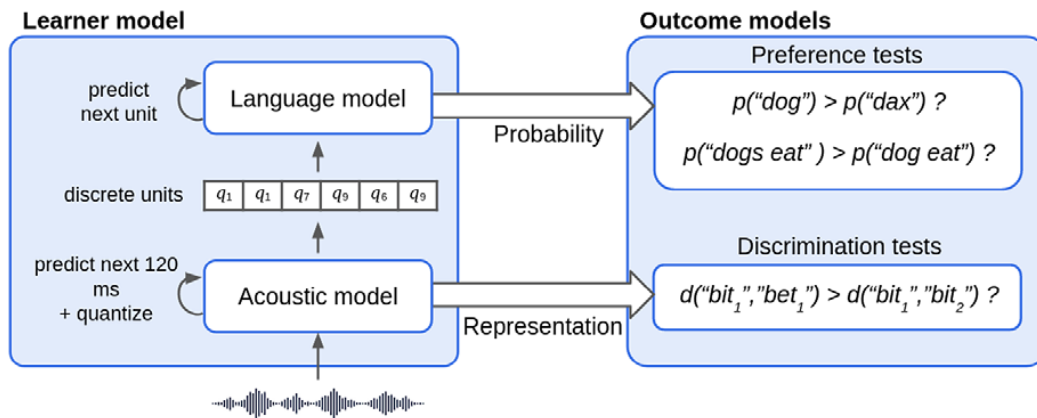 Learner model
Outcome models
predict
next unit
Language model
discrete units
q1 q1 q7 q9 q6 q9
predict next 120
ms
+ quantize
Acoustic model
Probability
Representation
Preference tests
p(“dog”) > p(“dax”) ?
p(“dogs eat” ) > p(“dog eat”) ?
Discrimination tests
d(“bit1”,”bet1”) > d(“bit1”,”bit2”) ?